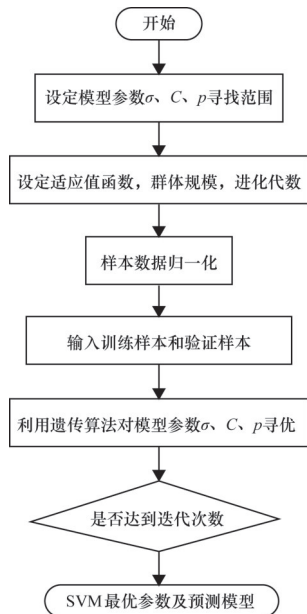 开始
设定模型参数σ、C、p寻找范围
设定适应值函数，群体规模，进化代数
样本数据归一化
输入训练样本和验证样本
利用遗传算法对模型参数σ、C、p寻优
是否达到迭代次数
SVM最优参数及预测模型